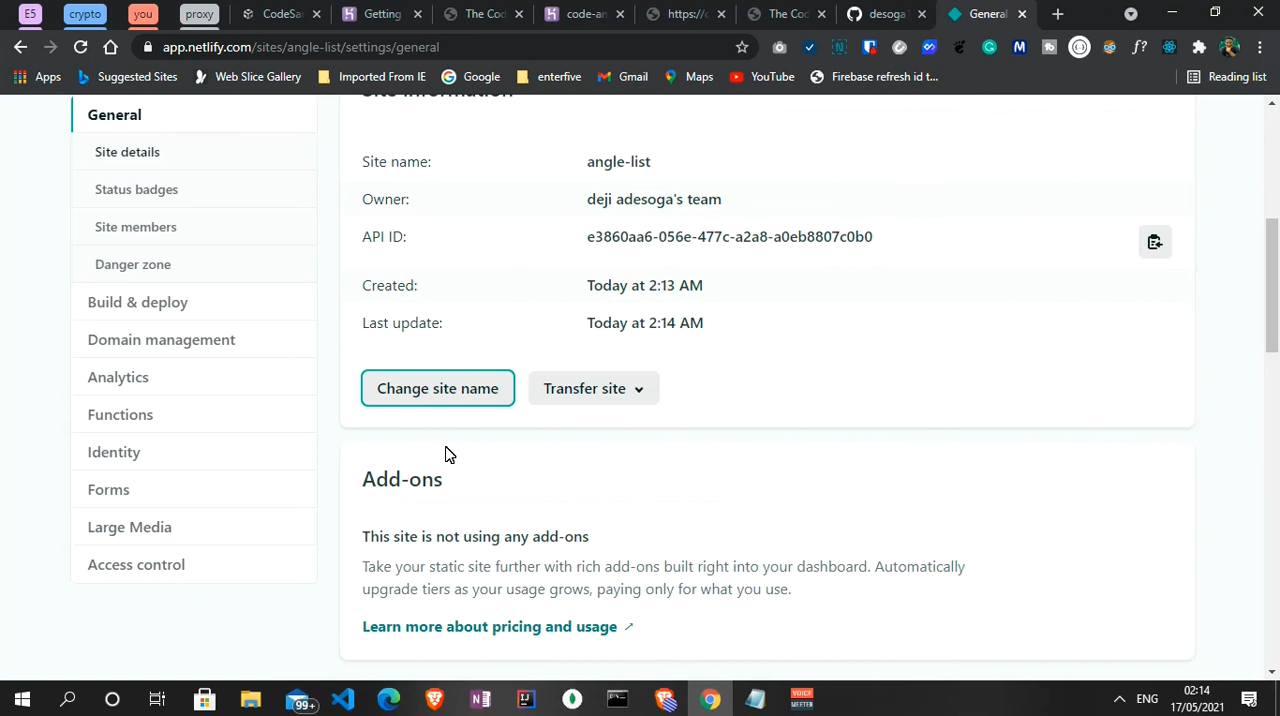 E5 crypto you proxy CodeSa Getting The Co code-an https:// The Co desoga General
app.netlify.com/sites/angle-list/settings/general
Apps Suggested Sites Web Slice Gallery Imported From IE Google enterfive Gmail Maps YouTube Firebase refresh id t... Reading list
Site information
General
Site details
Status badges
Site members
Danger zone
Build & deploy
Domain management
Analytics
Functions
Identity
Forms
Large Media
Access control
Site name: angle-list
Owner: deji adesoga's team
API ID: e3860aa6-056e-477c-a2a8-a0eb8807c0b0
Created: Today at 2:13 AM
Last update: Today at 2:14 AM
Change site name Transfer site
Add-ons
This site is not using any add-ons
Take your static site further with rich add-ons built right into your dashboard. Automatically
upgrade tiers as your usage grows, paying only for what you use.
Learn more about pricing and usage
99+ VOICE MEETER ENG 02:14
17/05/2021